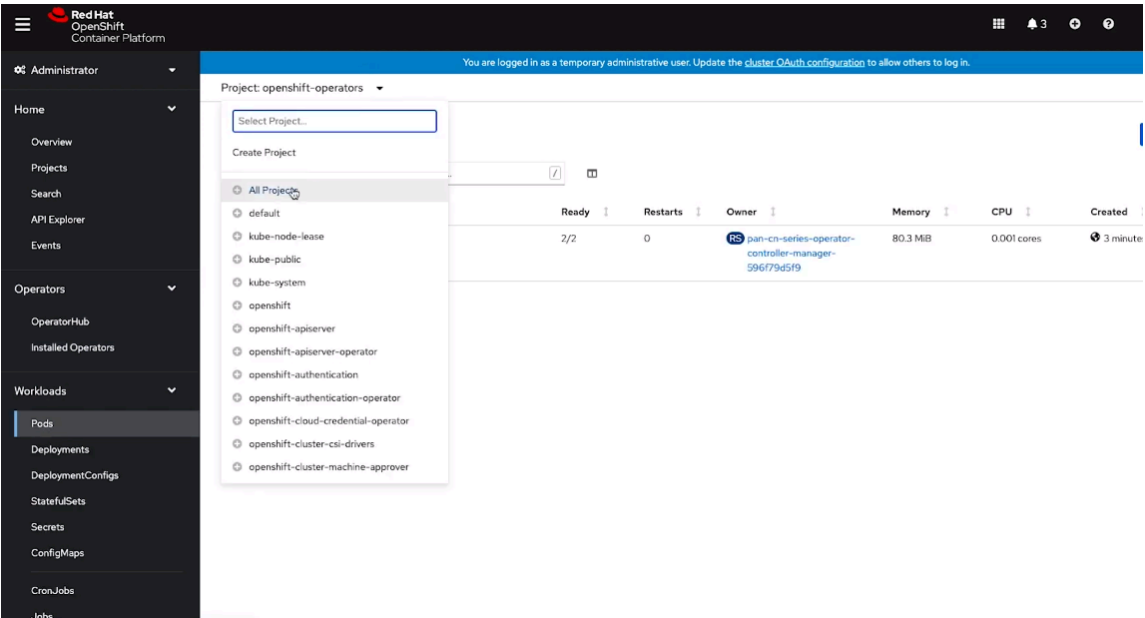 Red Hat
OpenShift
Container Platform
3
Administrator
You are logged in as a temporary administrative user. Update the cluster OAuth configuration to allow others to log in.
Home
Overview
Projects
Search
API Explorer
Events
Operators
OperatorHub
Installed Operators
Workloads
Pods
Deployments
DeploymentConfigs
StatefulSets
Secrets
ConfigMaps
CronJobs
Jobs
Project: openshift-operators
Select Project...
Create Project
All Projects
default
kube-node-lease
kube-public
kube-system
openshift
openshift-apiserver
openshift-apiserver-operator
openshift-authentication
openshift-authentication-operator
openshift-cloud-credential-operator
openshift-cluster-csi-drivers
openshift-cluster-machine-approver
/
Ready Restarts Owner Memory CPU Created
2/2 0 RS pan-cn-series-operator- 80.3 MiB 0.001 cores 3 minute
controller-manager-
596f79d5f9